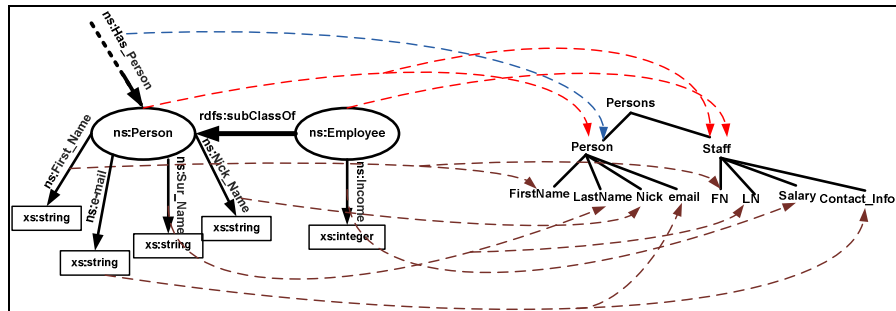 ns:Has_Person
Persons
rdfs:subClassOf
ns:Person
ns:Employee
Person
Staff
ns:First_Name
ns:e-mail
ns:Sur_Name
ns:Nick_Name
ns:Income
FirstName
LastName
Nick
email
FN
LN
Salary
Contact_Info
xs:string
xs:string
xs:string
xs:string
xs:integer